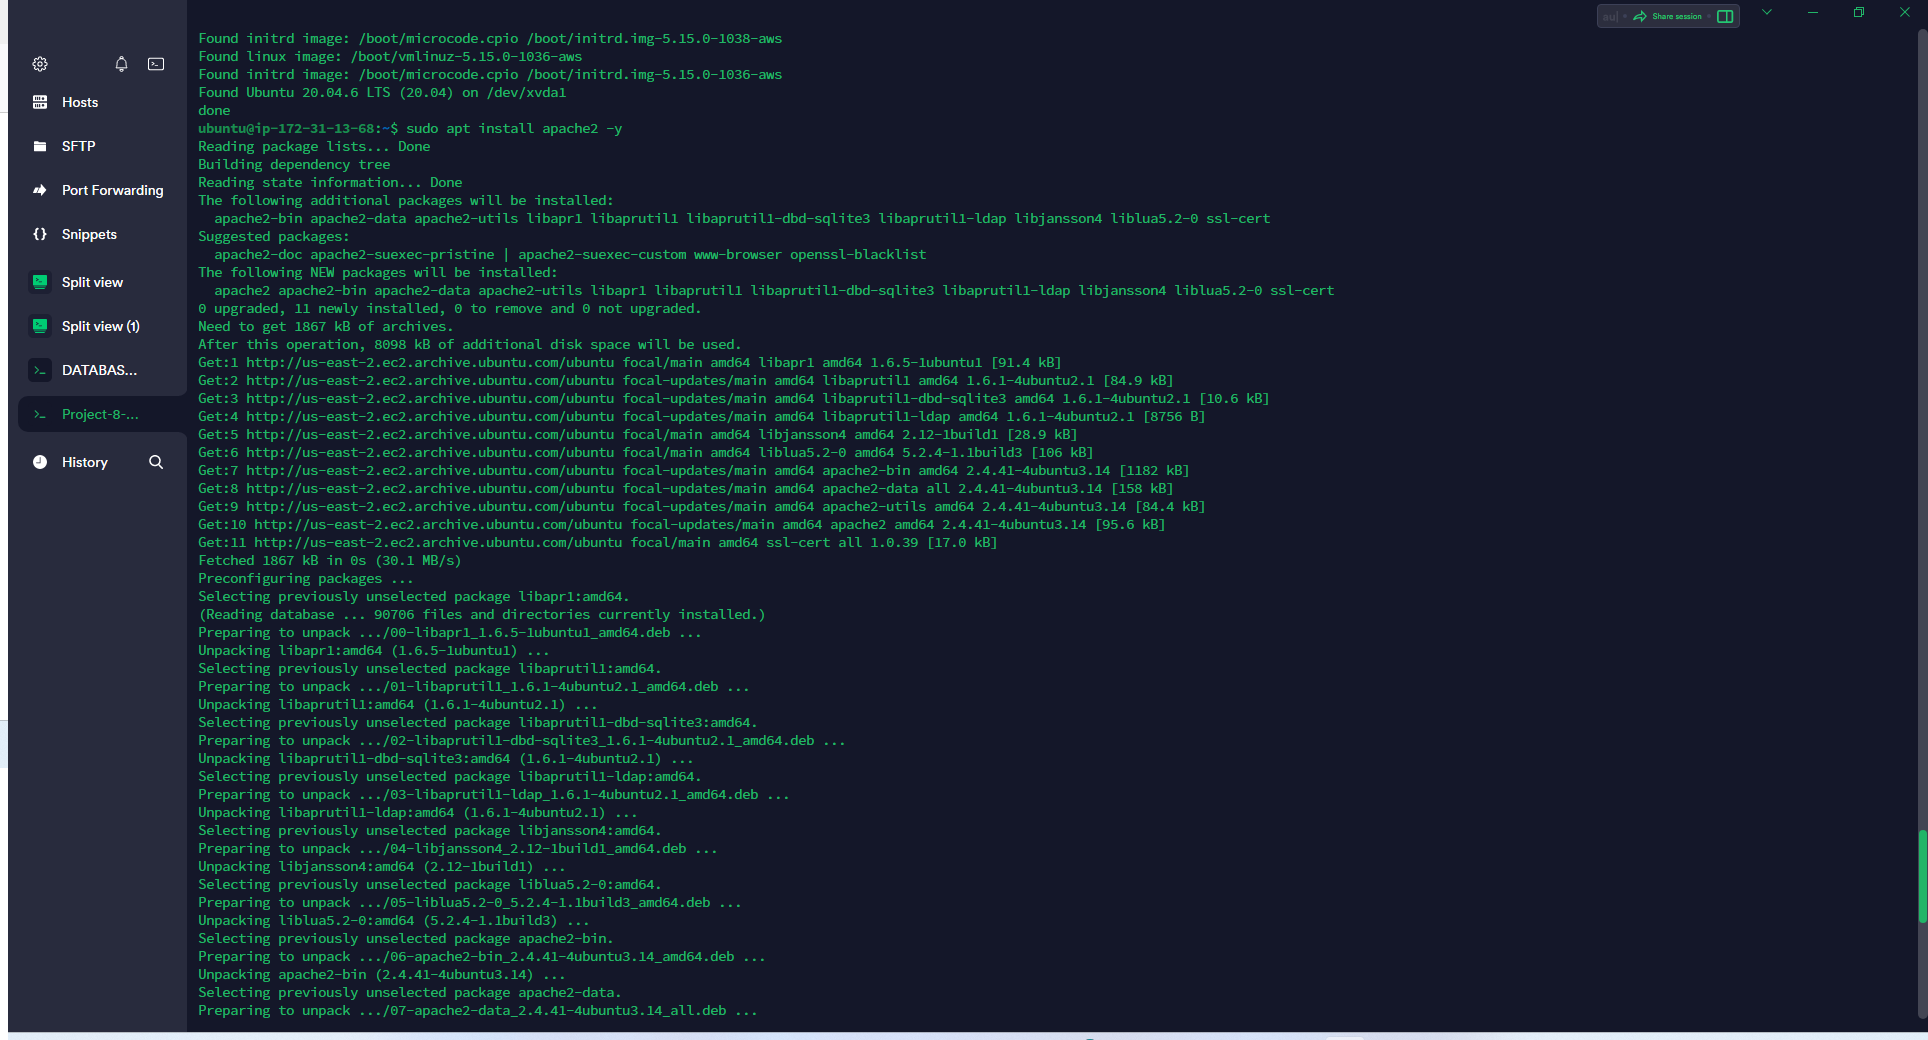 Share session
Hosts
SFTP
Port Forwarding
Snippets
Split view
Split view (1)
DATABAS...
Project-8-...
History
Found initrd image: /boot/microcode.cpio /boot/initrd.img-5.15.0-1038-aws
Found linux image: /boot/vmlinuz-5.15.0-1036-aws
Found initrd image: /boot/microcode.cpio /boot/initrd.img-5.15.0-1036-aws
Found Ubuntu 20.04.6 LTS (20.04) on /dev/xvda1
done
ubuntu@ip-172-31-13-68:~$ sudo apt install apache2 -y
Reading package lists... Done
Building dependency tree
Reading state information... Done
The following additional packages will be installed:
  apache2-bin apache2-data apache2-utils libapr1 libaprutil1 libaprutil1-dbd-sqlite3 libaprutil1-ldap libjansson4 liblua5.2-0 ssl-cert
Suggested packages:
  apache2-doc apache2-suexec-pristine | apache2-suexec-custom www-browser openssl-blacklist
The following NEW packages will be installed:
  apache2 apache2-bin apache2-data apache2-utils libapr1 libaprutil1 libaprutil1-dbd-sqlite3 libaprutil1-ldap libjansson4 liblua5.2-0 ssl-cert
0 upgraded, 11 newly installed, 0 to remove and 0 not upgraded.
Need to get 1867 kB of archives.
After this operation, 8098 kB of additional disk space will be used.
Get:1 http://us-east-2.ec2.archive.ubuntu.com/ubuntu focal/main amd64 libapr1 amd64 1.6.5-1ubuntu1 [91.4 kB]
Get:2 http://us-east-2.ec2.archive.ubuntu.com/ubuntu focal-updates/main amd64 libaprutil1 amd64 1.6.1-4ubuntu2.1 [84.9 kB]
Get:3 http://us-east-2.ec2.archive.ubuntu.com/ubuntu focal-updates/main amd64 libaprutil1-dbd-sqlite3 amd64 1.6.1-4ubuntu2.1 [10.6 kB]
Get:4 http://us-east-2.ec2.archive.ubuntu.com/ubuntu focal-updates/main amd64 libaprutil1-ldap amd64 1.6.1-4ubuntu2.1 [8756 B]
Get:5 http://us-east-2.ec2.archive.ubuntu.com/ubuntu focal/main amd64 libjansson4 amd64 2.12-1build1 [28.9 kB]
Get:6 http://us-east-2.ec2.archive.ubuntu.com/ubuntu focal/main amd64 liblua5.2-0 amd64 5.2.4-1.1build3 [106 kB]
Get:7 http://us-east-2.ec2.archive.ubuntu.com/ubuntu focal-updates/main amd64 apache2-bin amd64 2.4.41-4ubuntu3.14 [1182 kB]
Get:8 http://us-east-2.ec2.archive.ubuntu.com/ubuntu focal-updates/main amd64 apache2-data all 2.4.41-4ubuntu3.14 [158 kB]
Get:9 http://us-east-2.ec2.archive.ubuntu.com/ubuntu focal-updates/main amd64 apache2-utils amd64 2.4.41-4ubuntu3.14 [84.4 kB]
Get:10 http://us-east-2.ec2.archive.ubuntu.com/ubuntu focal-updates/main amd64 apache2 amd64 2.4.41-4ubuntu3.14 [95.6 kB]
Get:11 http://us-east-2.ec2.archive.ubuntu.com/ubuntu focal/main amd64 ssl-cert all 1.0.39 [17.0 kB]
Fetched 1867 kB in 0s (30.1 MB/s)
Preconfiguring packages ...
Selecting previously unselected package libapr1:amd64.
(Reading database ... 90706 files and directories currently installed.)
Preparing to unpack .../00-libapr1_1.6.5-1ubuntu1_amd64.deb ...
Unpacking libapr1:amd64 (1.6.5-1ubuntu1) ...
Selecting previously unselected package libaprutil1:amd64.
Preparing to unpack .../01-libaprutil1_1.6.1-4ubuntu2.1_amd64.deb ...
Unpacking libaprutil1:amd64 (1.6.1-4ubuntu2.1) ...
Selecting previously unselected package libaprutil1-dbd-sqlite3:amd64.
Preparing to unpack .../02-libaprutil1-dbd-sqlite3_1.6.1-4ubuntu2.1_amd64.deb ...
Unpacking libaprutil1-dbd-sqlite3:amd64 (1.6.1-4ubuntu2.1) ...
Selecting previously unselected package libaprutil1-ldap:amd64.
Preparing to unpack .../03-libaprutil1-ldap_1.6.1-4ubuntu2.1_amd64.deb ...
Unpacking libaprutil1-ldap:amd64 (1.6.1-4ubuntu2.1) ...
Selecting previously unselected package libjansson4:amd64.
Preparing to unpack .../04-libjansson4_2.12-1build1_amd64.deb ...
Unpacking libjansson4:amd64 (2.12-1build1) ...
Selecting previously unselected package liblua5.2-0:amd64.
Preparing to unpack .../05-liblua5.2-0_5.2.4-1.1build3_amd64.deb ...
Unpacking liblua5.2-0:amd64 (5.2.4-1.1build3) ...
Selecting previously unselected package apache2-bin.
Preparing to unpack .../06-apache2-bin_2.4.41-4ubuntu3.14_amd64.deb ...
Unpacking apache2-bin (2.4.41-4ubuntu3.14) ...
Selecting previously unselected package apache2-data.
Preparing to unpack .../07-apache2-data_2.4.41-4ubuntu3.14_all.deb ...